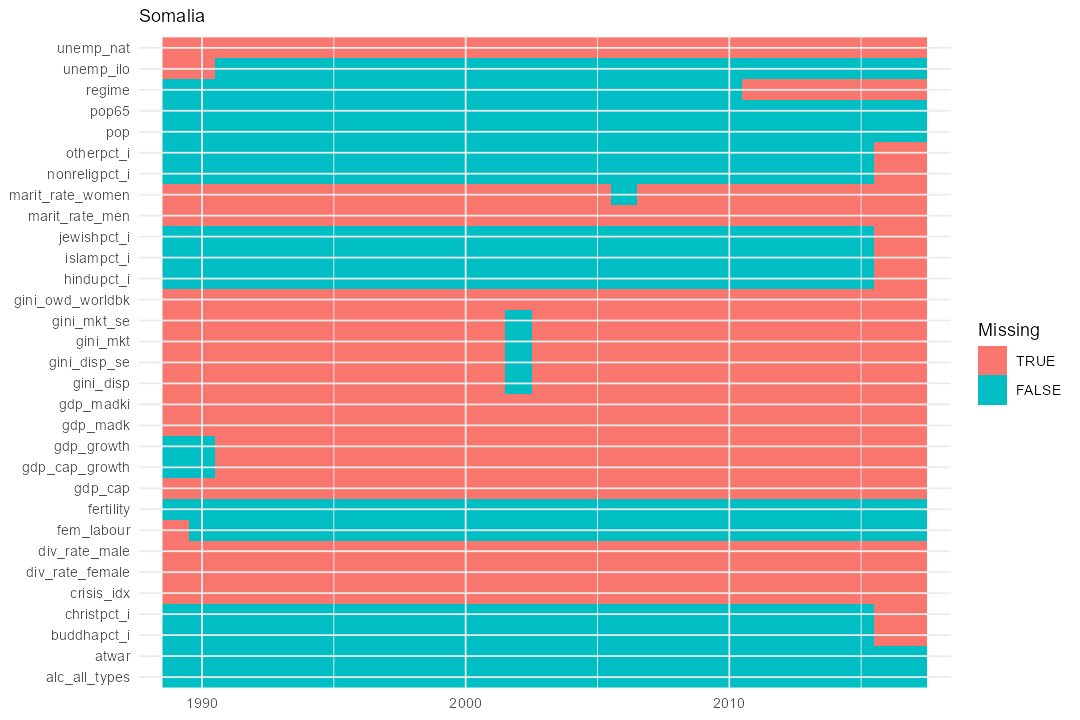 Somalia
unemp_nat
unemp_ilo
regime
pop65
pop
otherpct_i
nonreligpct_i
marit_rate_women
marit_rate_men
jewishpct_i
islampct_i
hindupct_i
gini_owd_worldbk
gini_mkt_se
gini_mkt
gini_disp_se
gini_disp
gdp_madki
gdp_madk
gdp_growth
gdp_cap_growth
gdp_cap
fertility
fem_labour
div_rate_male
div_rate_female
crisis_idx
christpct_i
buddhapct_i
atwar
alc_all_types
1990 2000 2010
Missing
TRUE
FALSE